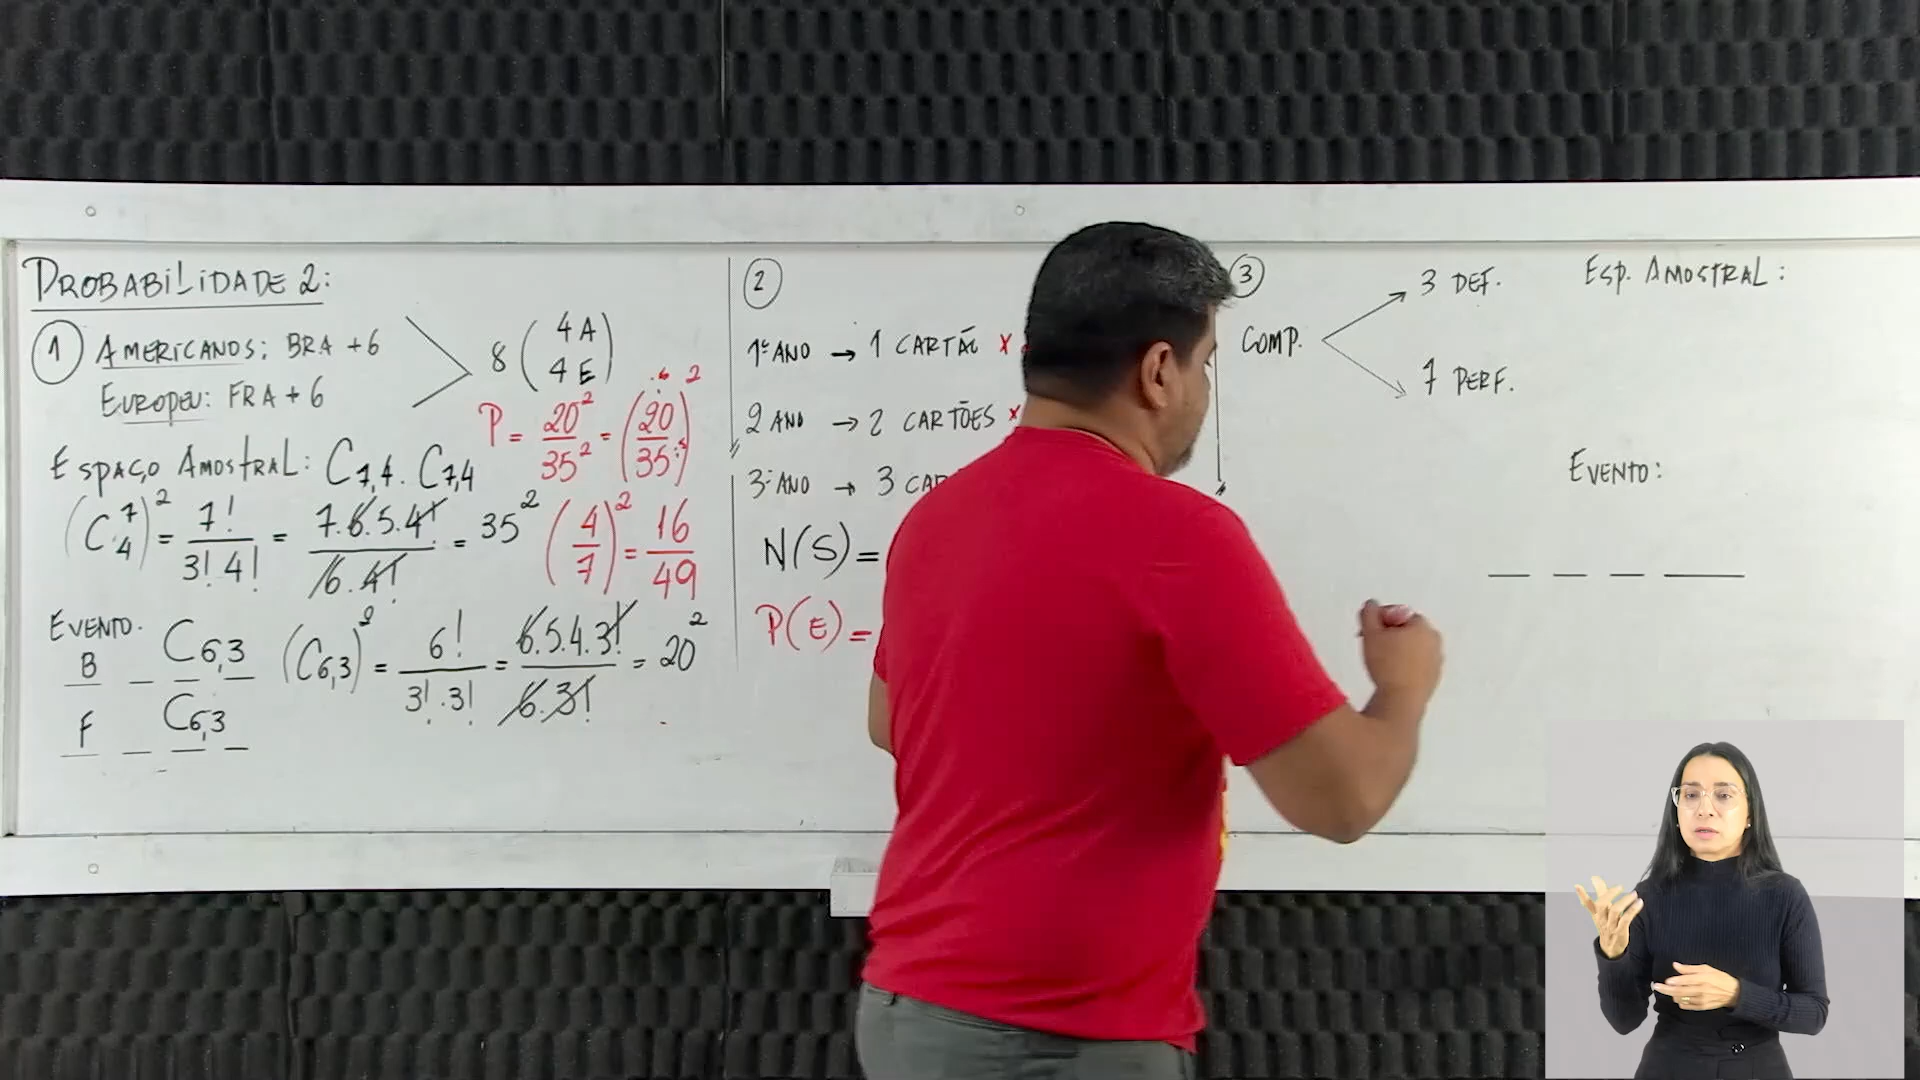 PROBABILIDADE 2:
1 AMERICANOS: BRA + 6
EUROPEU: FRA + 6
8 ( 4 A
4 E )
P = 20² / 35² = (20 / 35)²
ESPAÇO AMOSTRAL: C7,4 . C7,4
(C 7 4)² = 7! / 3! 4! = 7.6.5.4! / 6.4! = 35²
(4 / 7)² = 16 / 49
EVENTO.
B _ _ _ C6,3
(C6,3)² = 6! / 3! . 3! = 6.5.4.3! / 6.3! = 20²
F _ _ _ C6,3
2
1º ANO → 1 CARTÃ x
2 ANO → 2 CARTÕES x
3º ANO → 3 CAR
N(S) =
P(E) =
3
COMP.
3 DEF.
7 PERF.
ESP. AMOSTRAL:
EVENTO: